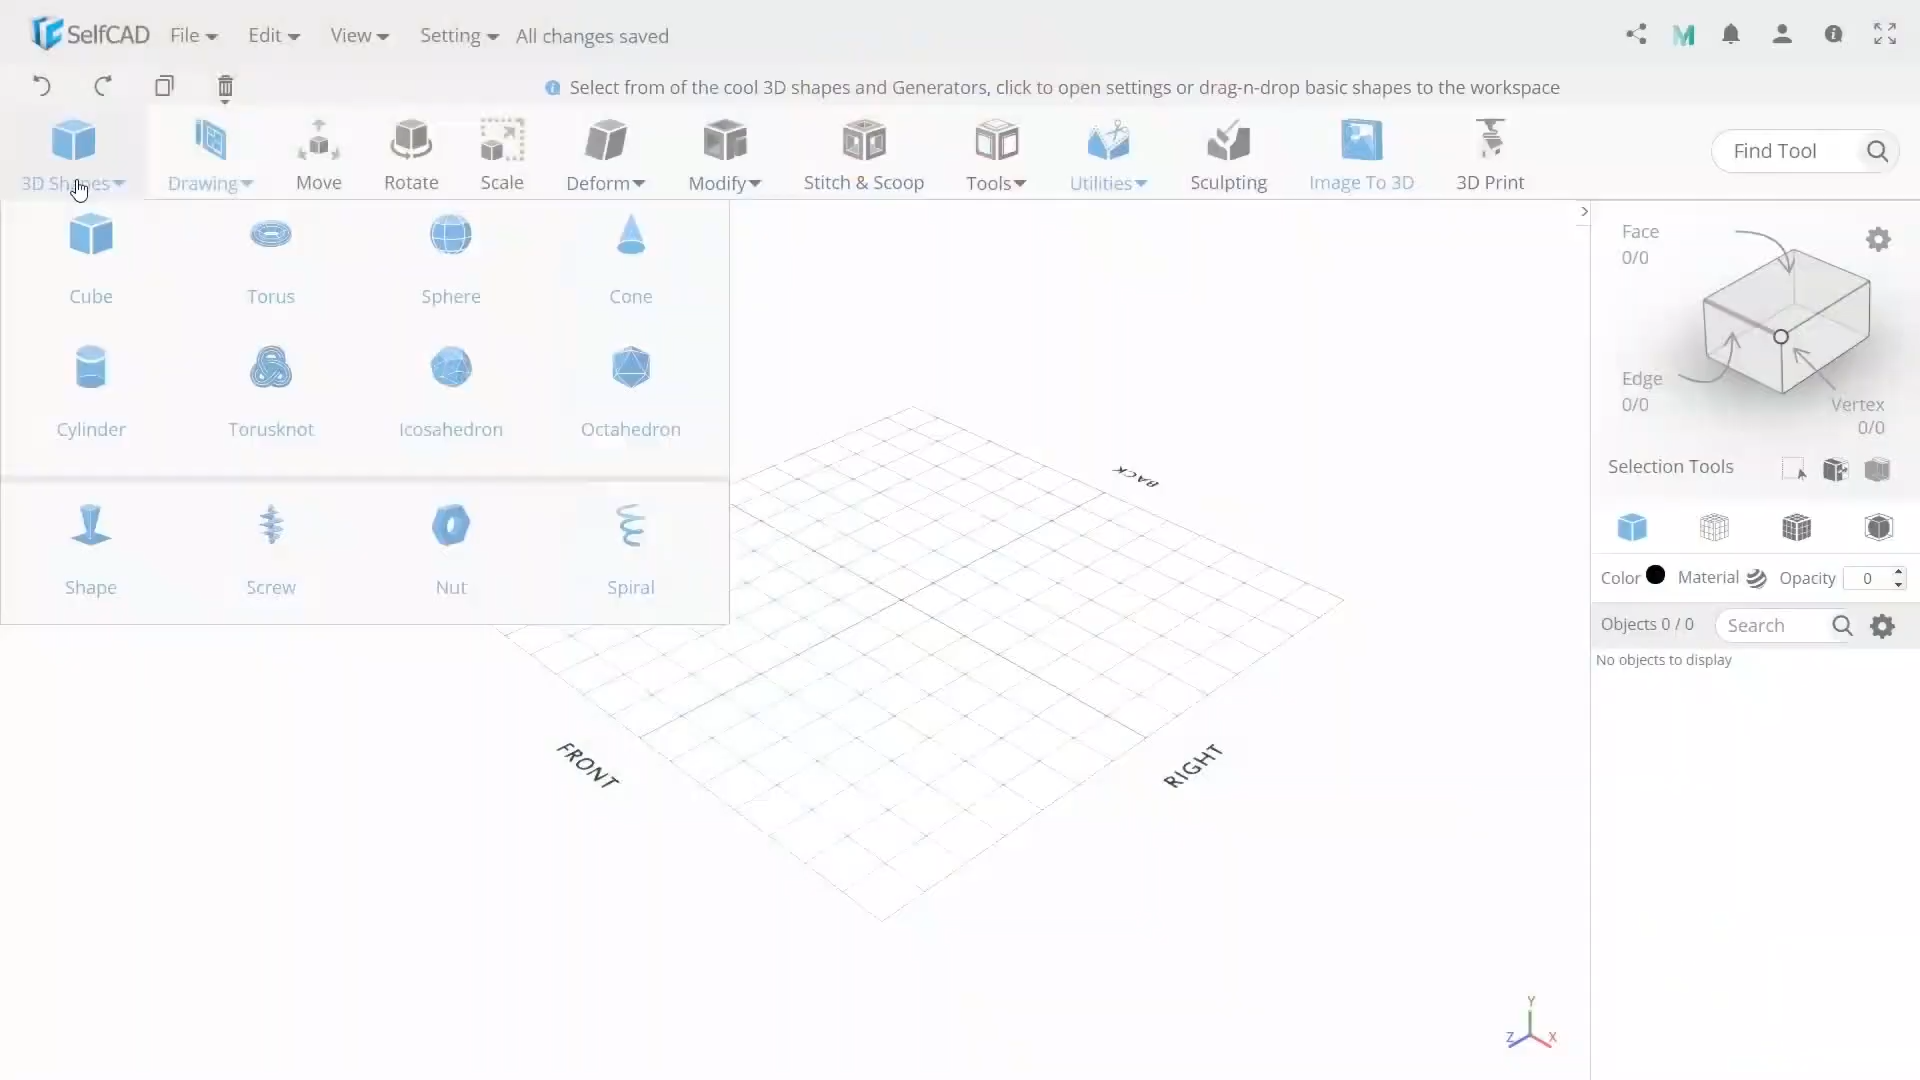 SelfCAD File Edit View Setting All changes saved
Select from of the cool 3D shapes and Generators, click to open settings or drag-n-drop basic shapes to the workspace
3D Shapes Drawing Move Rotate Scale Deform Modify Stitch & Scoop Tools Utilities Sculpting Image To 3D 3D Print Find Tool
Cube Torus Sphere Cone
Cylinder Torusknot Icosahedron Octahedron
Shape Screw Nut Spiral
BACK
FRONT
RIGHT
Y
Z X
Face
0/0
Edge
0/0
Vertex
0/0
Selection Tools
Color Material Opacity 0
Objects 0 / 0 Search
No objects to display